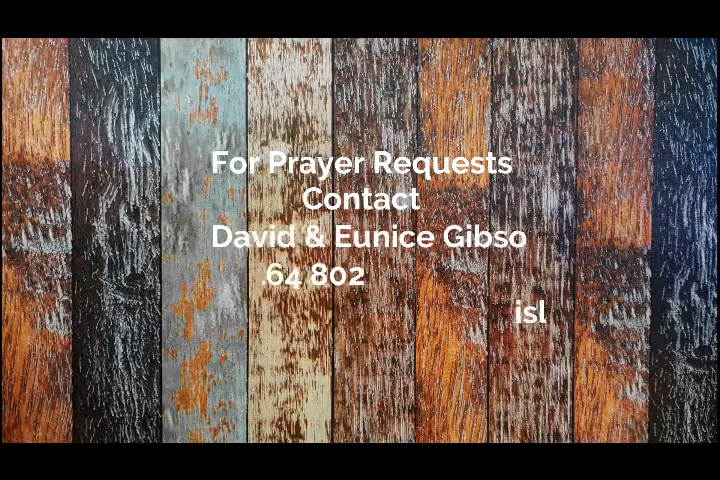 For Prayer Requests
Contact
David & Eunice Gibso
.64 802
isl